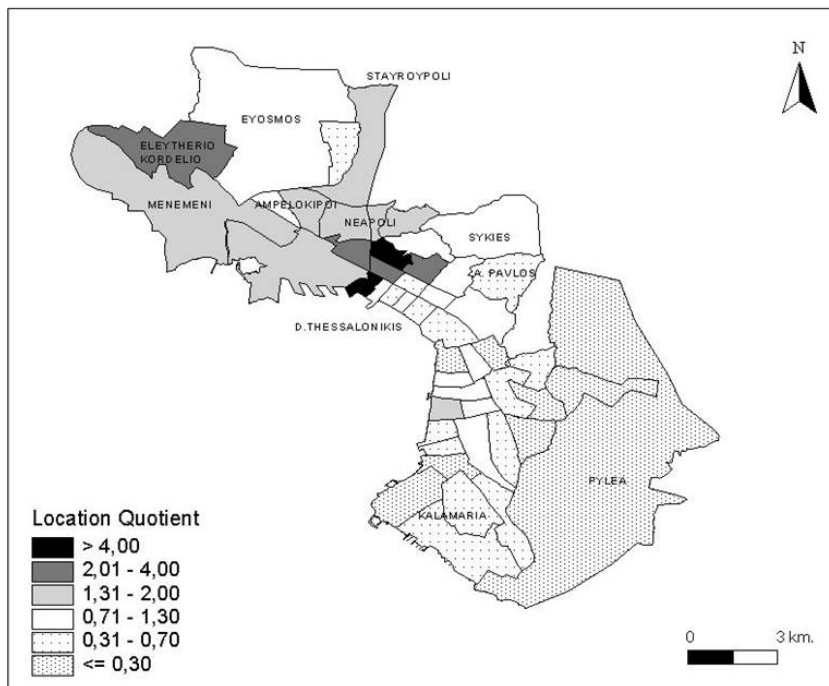 N
STAYROYPOLI
EYOSMOS
ELEYTHERIO
KORDELIO
MENEMENI
AMPELOKIPOI
NEAPOLI
SYKIES
A. PAVLOS
D.THESSALONIKIS
PYLEA
KALAMARIA
Location Quotient
> 4,00
2,01 - 4,00
1,31 - 2,00
0,71 - 1,30
0,31 - 0,70
<= 0,30
0 3 km.